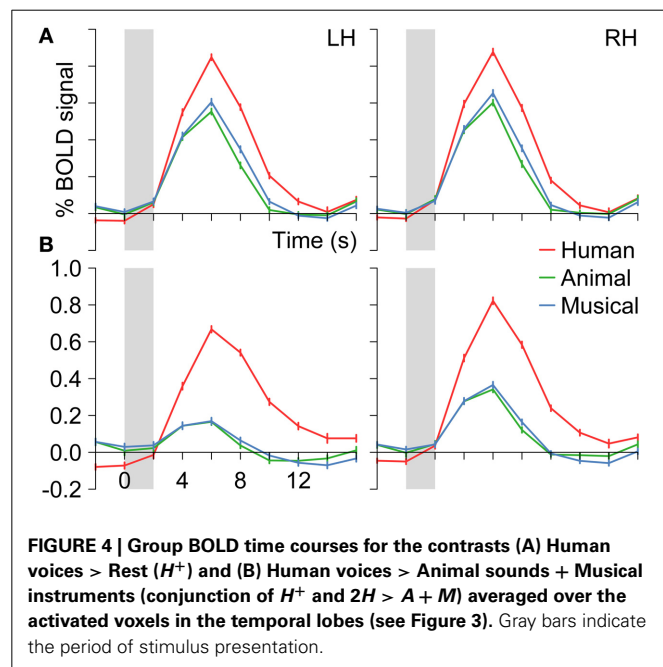 A
LH
RH
% BOLD signal
B
Time (s)
1.0
0.8
0.6
0.4
0.2
0.0
-0.2
0 4 8 12
Human
Animal
Musical
FIGURE 4 | Group BOLD time courses for the contrasts (A) Human
voices > Rest (H+) and (B) Human voices > Animal sounds + Musical
instruments (conjunction of H+ and 2H > A + M) averaged over the
activated voxels in the temporal lobes (see Figure 3). Gray bars indicate
the period of stimulus presentation.